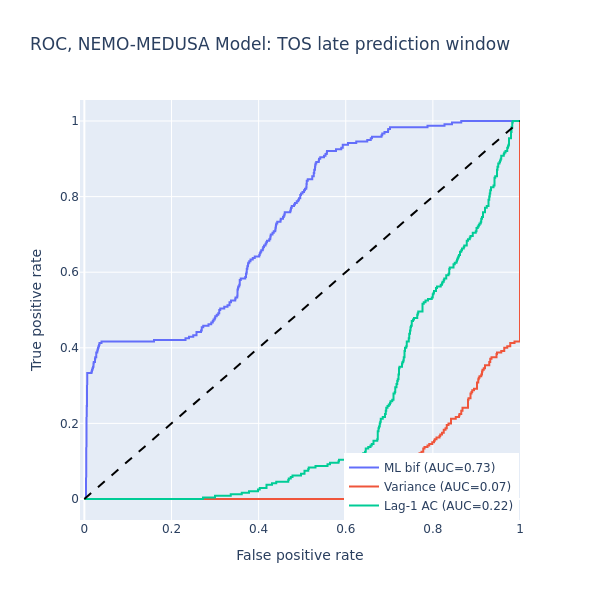 ROC, NEMO-MEDUSA Model: TOS late prediction window
True positive rate
1
0.8
0.6
0.4
0.2
0
ML bif (AUC=0.73)
Variance (AUC=0.07)
Lag-1 AC (AUC=0.22)
0 0.2 0.4 0.6 0.8 1
False positive rate